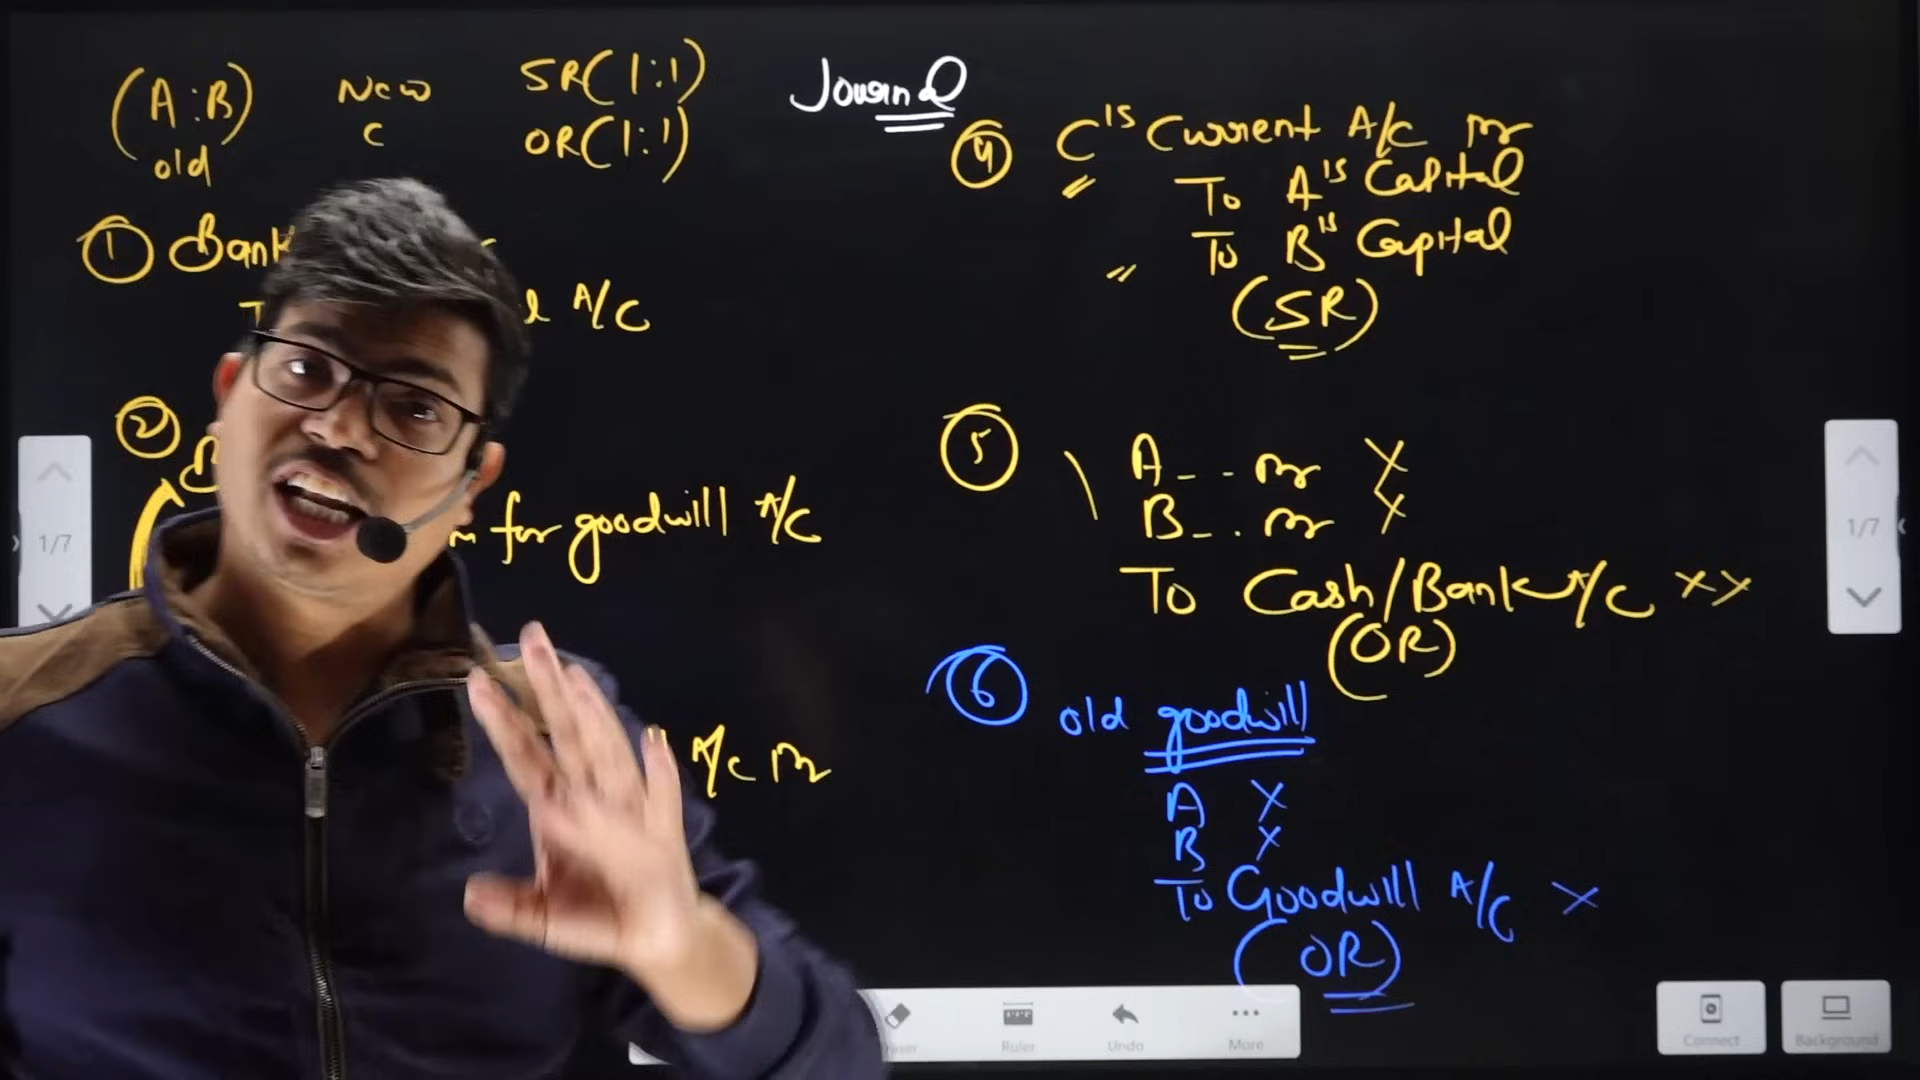 (A:B)
old
New
C
SR(1:1)
OR(1:1)
Journal
① Bank
A/C
②
for goodwill A/C
A/C Dr
④ C's Current A/C Dr
To A's Capital
To B's Capital
(SR)
⑤ A - - Dr X
B - . Dr X
To Cash/Bank A/C XX
(OR)
⑥ old goodwill
A X
B X
To Goodwill A/C X
(OR)
1/7
1/7
Ruler
Undo
More
Connect
Background